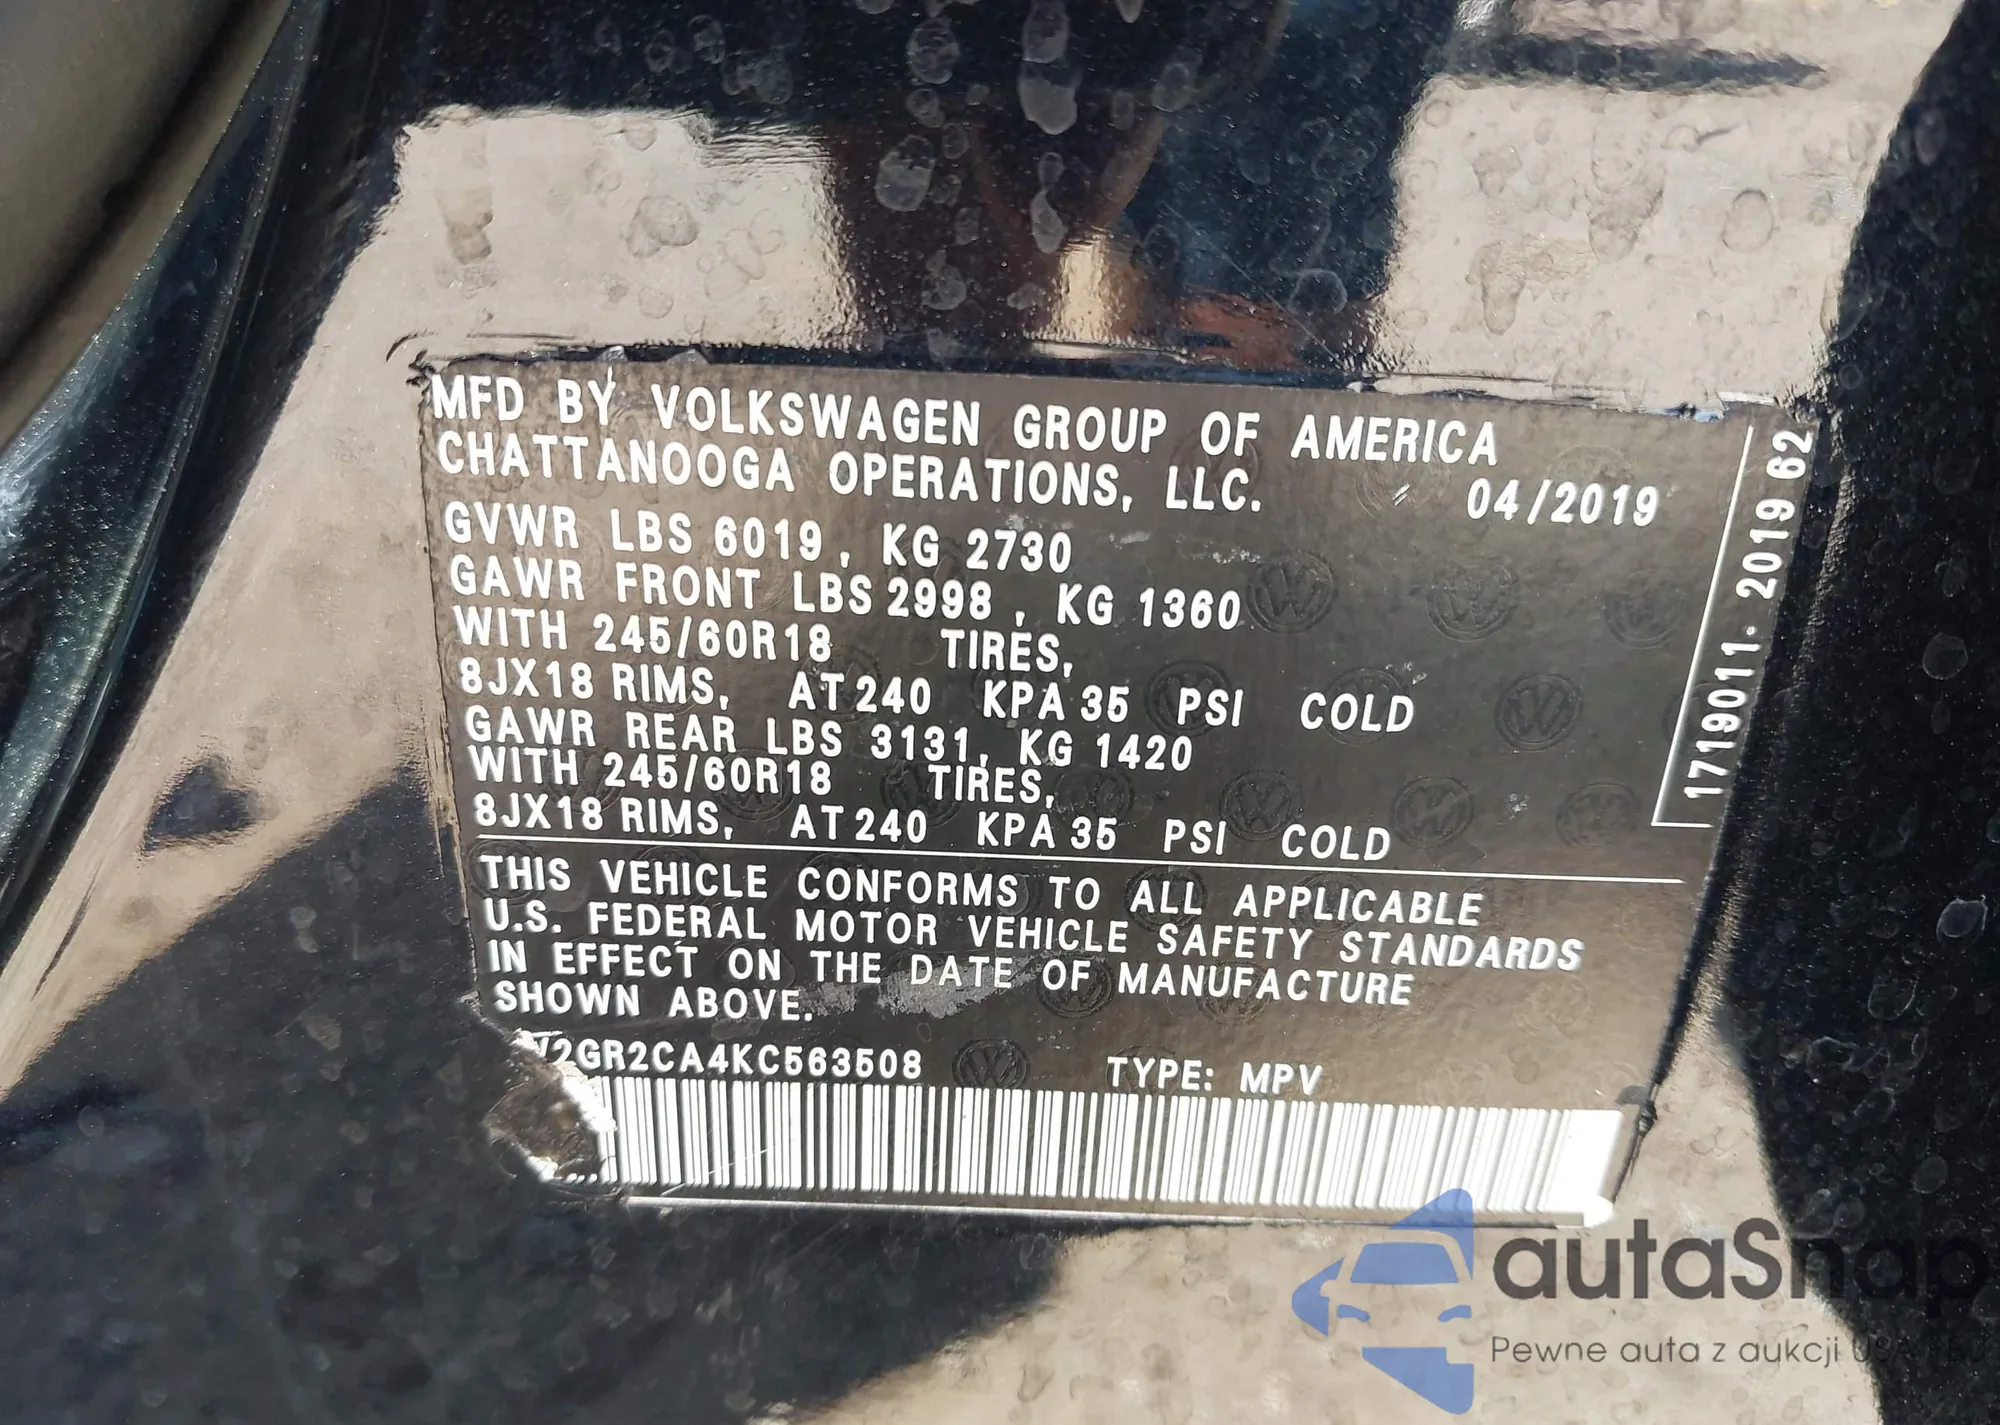 MFD BY VOLKSWAGEN GROUP OF AMERICA
CHATTANOOGA OPERATIONS, LLC.
04/2019
GVWR LBS 6019, KG 2730
GAWR FRONT LBS 2998, KG 1360
WITH 245/60R18 TIRES,
8JX18 RIMS, AT 240 KPA 35 PSI COLD
GAWR REAR LBS 3131, KG 1420
WITH 245/60R18 TIRES,
8JX18 RIMS, AT 240 KPA 35 PSI COLD
THIS VEHICLE CONFORMS TO ALL APPLICABLE
U.S. FEDERAL MOTOR VEHICLE SAFETY STANDARDS
IN EFFECT ON THE DATE OF MANUFACTURE
SHOWN ABOVE.
V2GR2CA4KC563508 TYPE: MPV
1719011- 2019 62
autaSnap
Pewne auta z aukcji USA